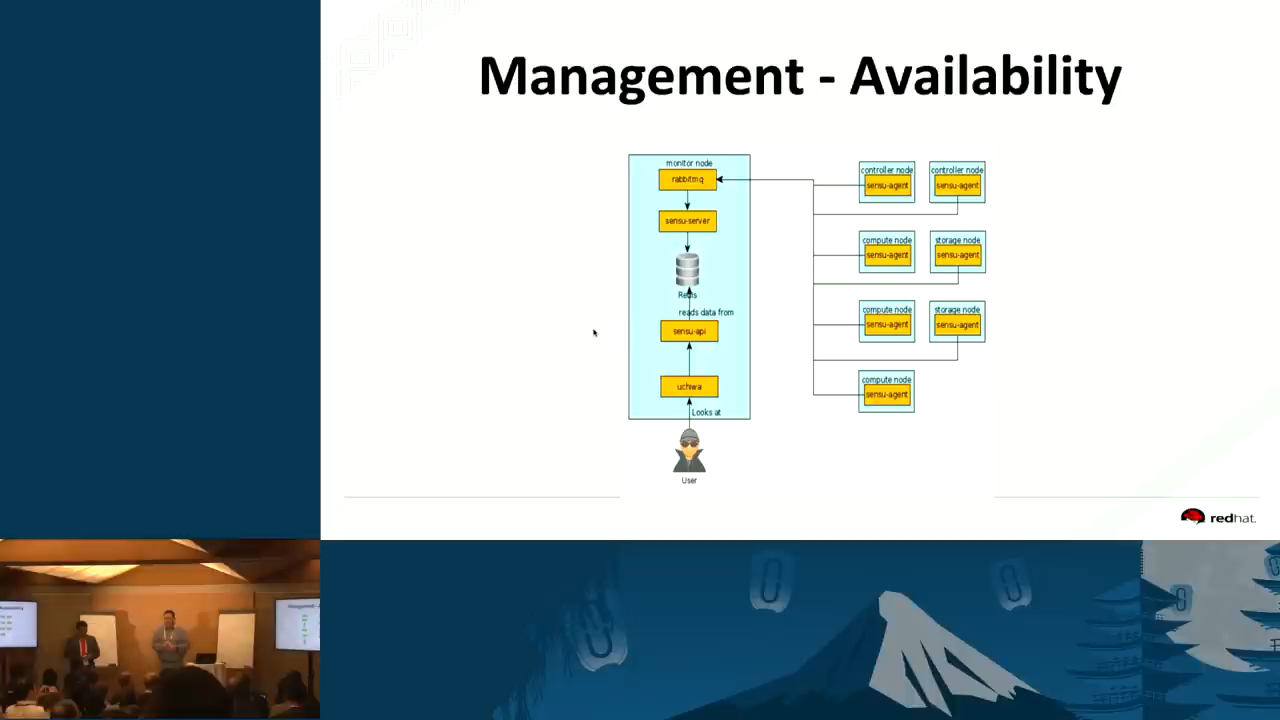 Management - Availability
monitor node
rabbitmq
sensu-server
Redis
reads data from
sensu-api
uchiwa
Looks at
User
controller node
sensu-agent
controller node
sensu-agent
compute node
sensu-agent
storage node
sensu-agent
compute node
sensu-agent
storage node
sensu-agent
compute node
sensu-agent
redhat.